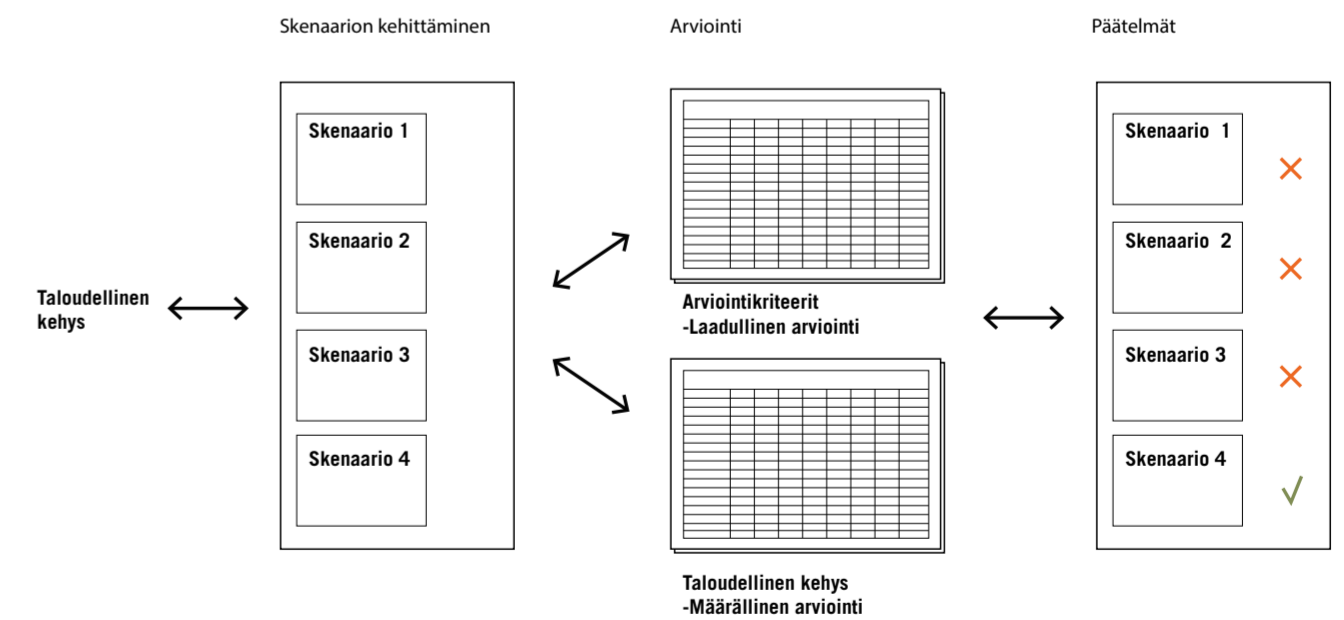 Skenaarion kehittäminen
Arviointi
Päätelmät
Taloudellinen
kehys
Skenaario 1
Skenaario 2
Skenaario 3
Skenaario 4
Arviointikriteerit
-Laadullinen arviointi
Taloudellinen kehys
-Määrällinen arviointi
Skenaario 1
Skenaario 2
Skenaario 3
Skenaario 4